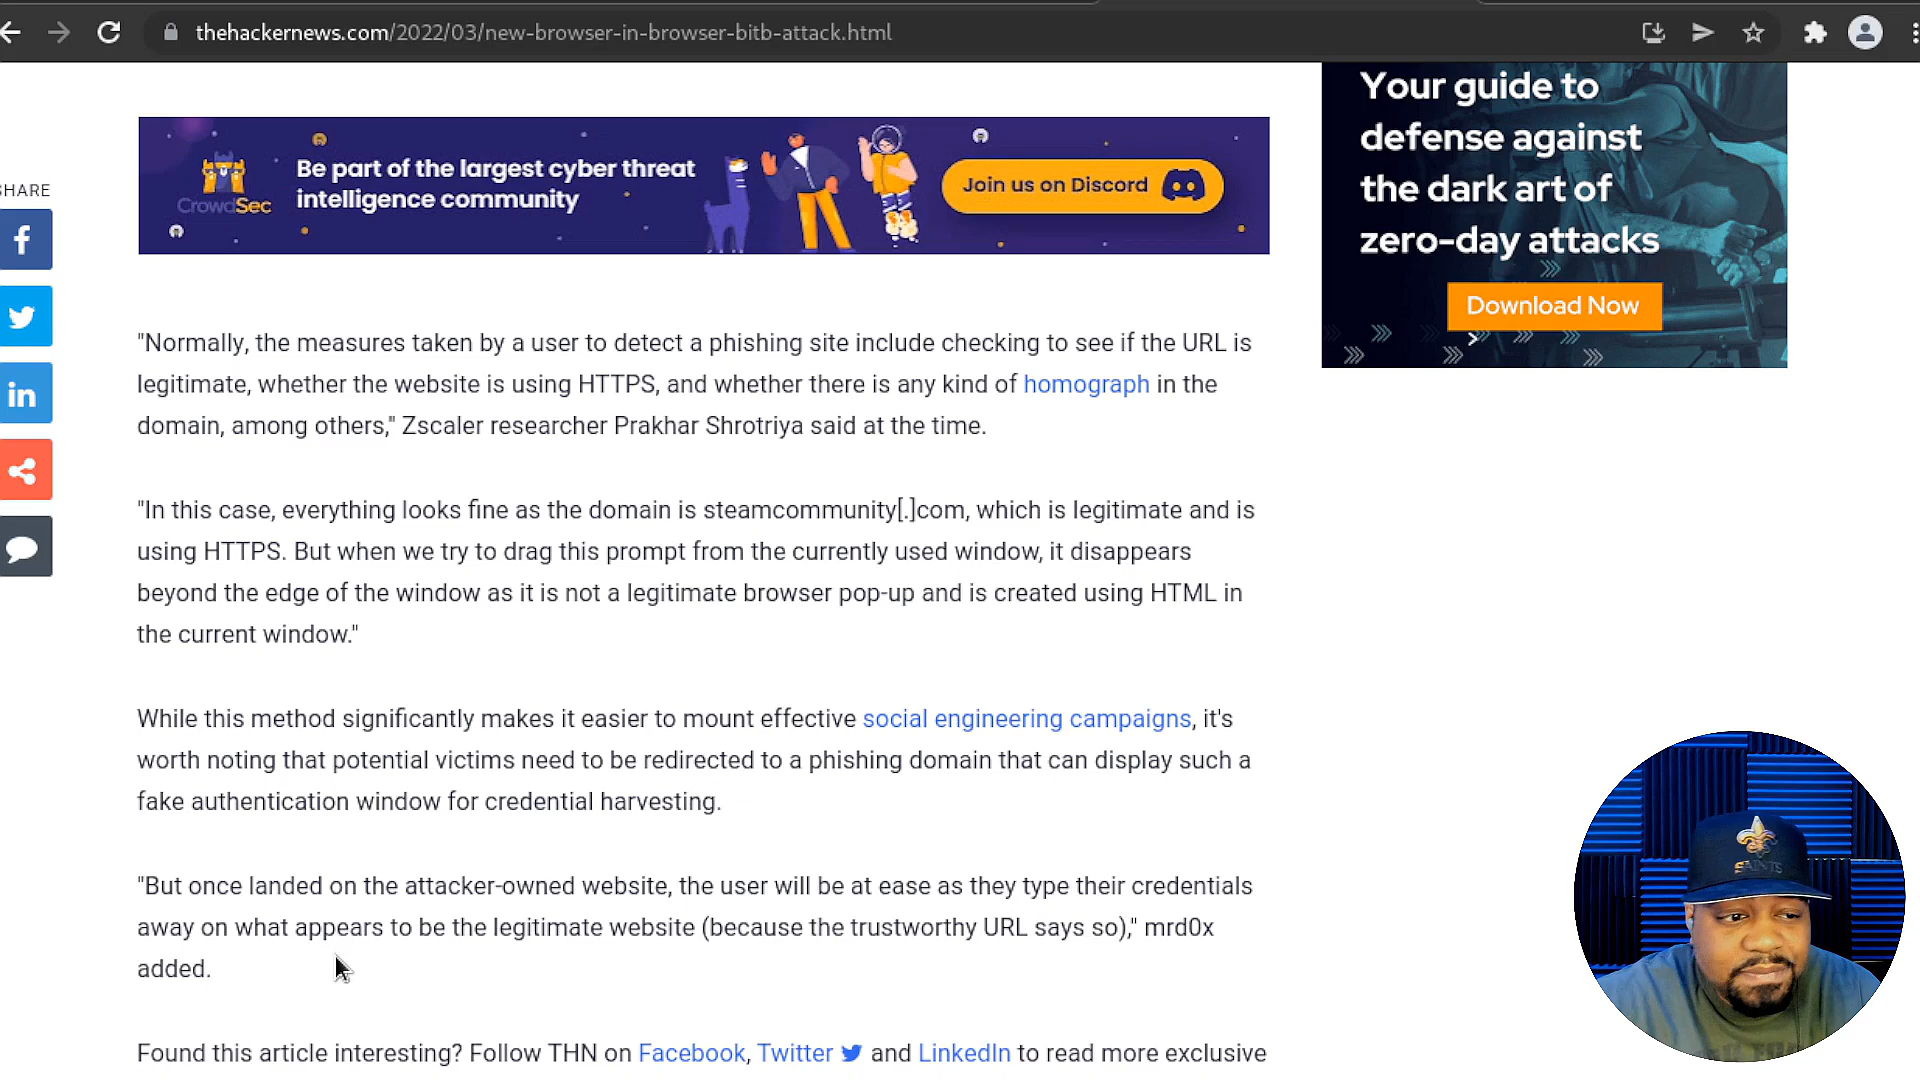 thehackernews.com/2022/03/new-browser-in-browser-bitb-attack.html
Your guide to
defense against
the dark art of
zero-day attacks
Download Now
CrowdSec
Be part of the largest cyber threat
intelligence community
Join us on Discord
SHARE
"Normally, the measures taken by a user to detect a phishing site include checking to see if the URL is
legitimate, whether the website is using HTTPS, and whether there is any kind of homograph in the
domain, among others," Zscaler researcher Prakhar Shrotriya said at the time.
"In this case, everything looks fine as the domain is steamcommunity[.]com, which is legitimate and is
using HTTPS. But when we try to drag this prompt from the currently used window, it disappears
beyond the edge of the window as it is not a legitimate browser pop-up and is created using HTML in
the current window."
While this method significantly makes it easier to mount effective social engineering campaigns, it's
worth noting that potential victims need to be redirected to a phishing domain that can display such a
fake authentication window for credential harvesting.
"But once landed on the attacker-owned website, the user will be at ease as they type their credentials
away on what appears to be the legitimate website (because the trustworthy URL says so)," mrd0x
added.
Found this article interesting? Follow THN on Facebook, Twitter and LinkedIn to read more exclusive
SAINTS